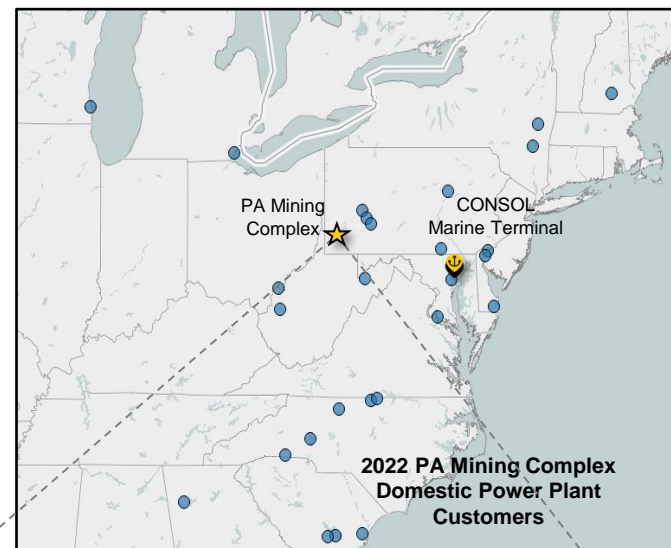 PA Mining
Complex
CONSOL
Marine Terminal
2022 PA Mining Complex
Domestic Power Plant
Customers